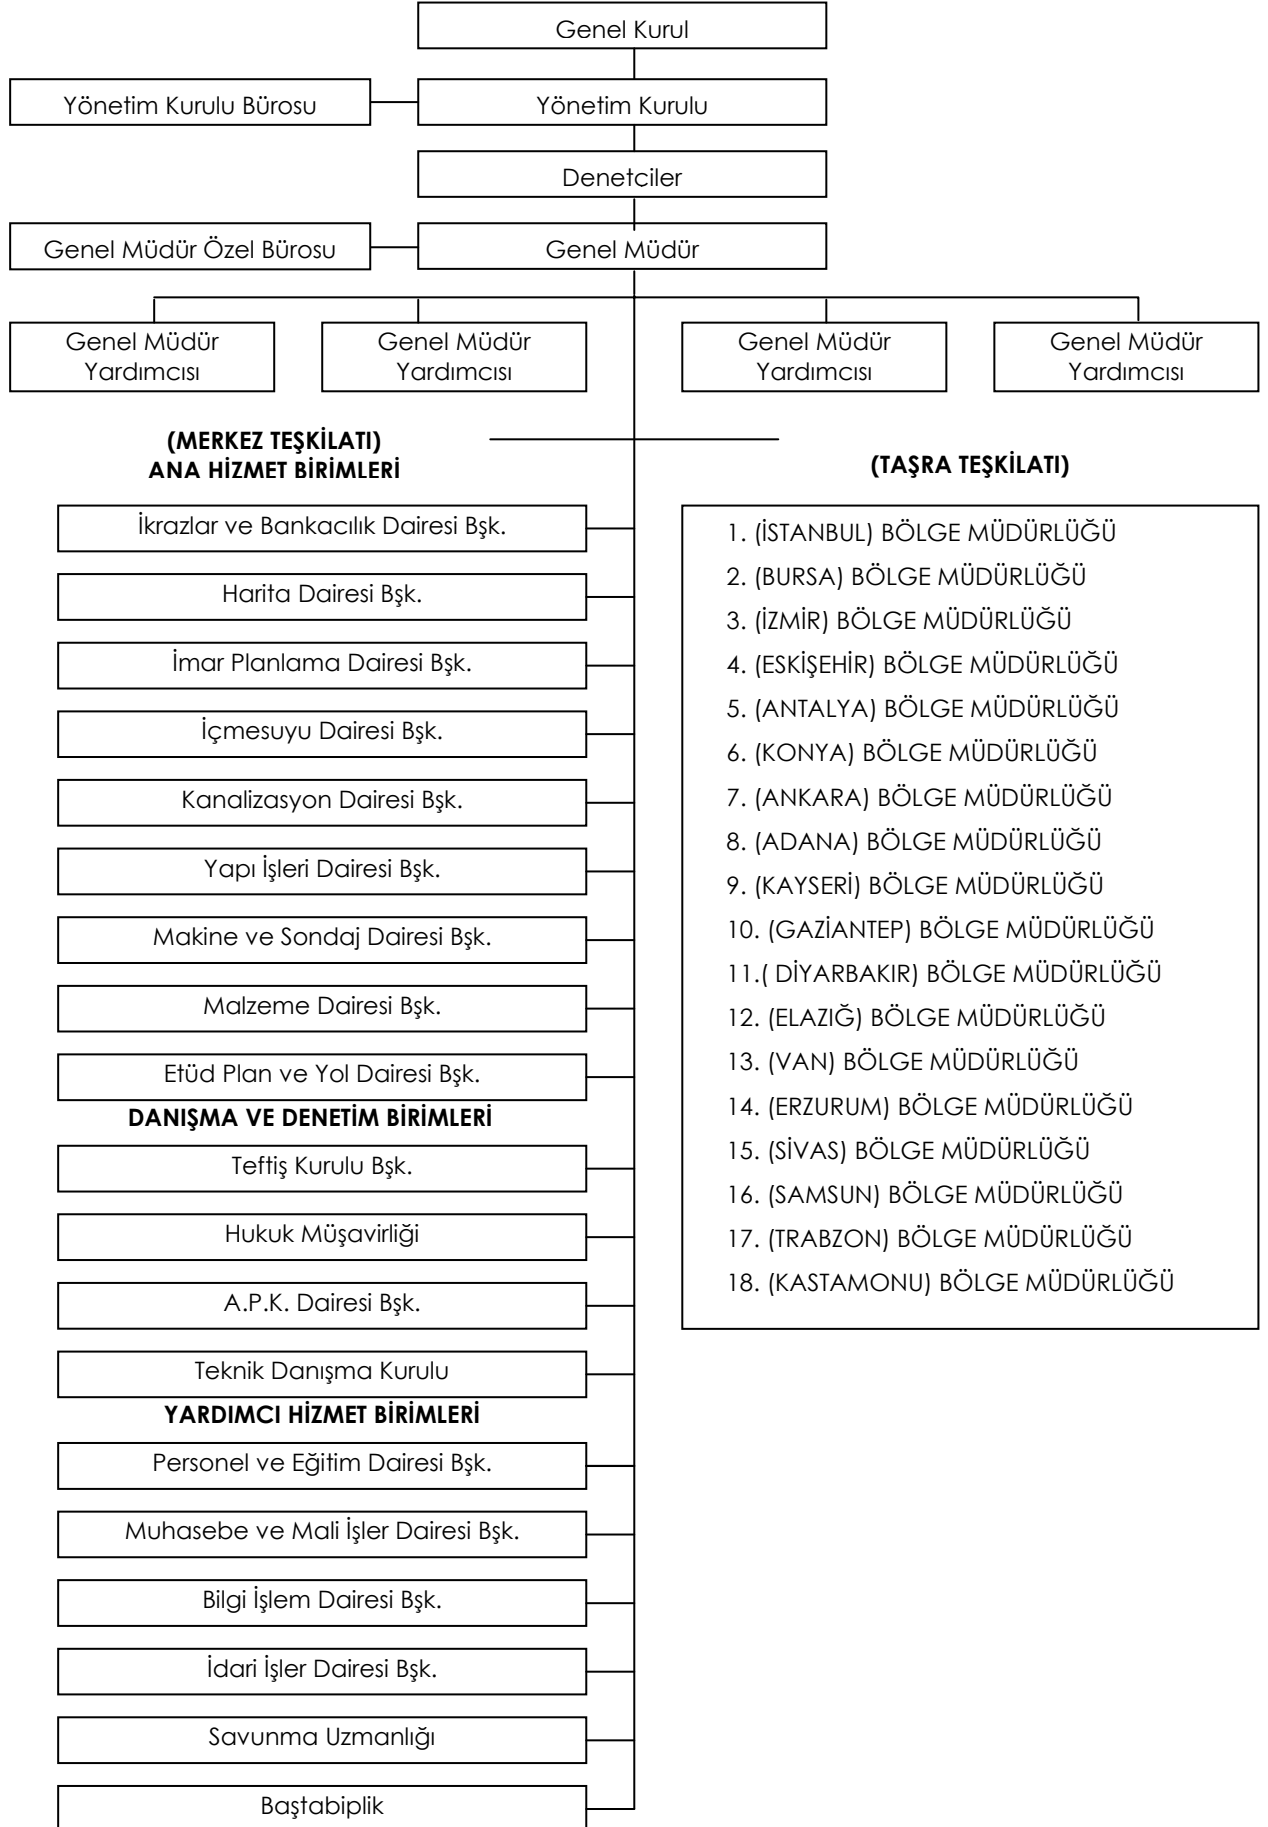 Genel Kurul
Yönetim Kurulu Bürosu
Yönetim Kurulu
Denetciler
Genel Müdür Özel Bürosu
Genel Müdür
Genel Müdür
Yardımcısı
Genel Müdür
Yardımcısı
Genel Müdür
Yardımcısı
Genel Müdür
Yardımcısı
(MERKEZ TEŞKİLATI)
ANA HİZMET BİRİMLERİ
İkrazlar ve Bankacılık Dairesi Bşk.
Harita Dairesi Bşk.
İmar Planlama Dairesi Bşk.
İçmesuyu Dairesi Bşk.
Kanalizasyon Dairesi Bşk.
Yapı İşleri Dairesi Bşk.
Makine ve Sondaj Dairesi Bşk.
Malzeme Dairesi Bşk.
Etüd Plan ve Yol Dairesi Bşk.
DANIŞMA VE DENETİM BİRİMLERİ
Teftiş Kurulu Bşk.
Hukuk Müşavirliği
A.P.K. Dairesi Bşk.
Teknik Danışma Kurulu
YARDIMCI HİZMET BİRİMLERİ
Personel ve Eğitim Dairesi Bşk.
Muhasebe ve Mali İşler Dairesi Bşk.
Bilgi İşlem Dairesi Bşk.
İdari İşler Dairesi Bşk.
Savunma Uzmanlığı
Baştabiplik
(TAŞRA TEŞKİLATI)
1. (İSTANBUL) BÖLGE MÜDÜRLÜĞÜ
2. (BURSA) BÖLGE MÜDÜRLÜĞÜ
3. (İZMİR) BÖLGE MÜDÜRLÜĞÜ
4. (ESKİŞEHİR) BÖLGE MÜDÜRLÜĞÜ
5. (ANTALYA) BÖLGE MÜDÜRLÜĞÜ
6. (KONYA) BÖLGE MÜDÜRLÜĞÜ
7. (ANKARA) BÖLGE MÜDÜRLÜĞÜ
8. (ADANA) BÖLGE MÜDÜRLÜĞÜ
9. (KAYSERİ) BÖLGE MÜDÜRLÜĞÜ
10. (GAZİANTEP) BÖLGE MÜDÜRLÜĞÜ
11.( DİYARBAKIR) BÖLGE MÜDÜRLÜĞÜ
12. (ELAZIĞ) BÖLGE MÜDÜRLÜĞÜ
13. (VAN) BÖLGE MÜDÜRLÜĞÜ
14. (ERZURUM) BÖLGE MÜDÜRLÜĞÜ
15. (SİVAS) BÖLGE MÜDÜRLÜĞÜ
16. (SAMSUN) BÖLGE MÜDÜRLÜĞÜ
17. (TRABZON) BÖLGE MÜDÜRLÜĞÜ
18. (KASTAMONU) BÖLGE MÜDÜRLÜĞÜ